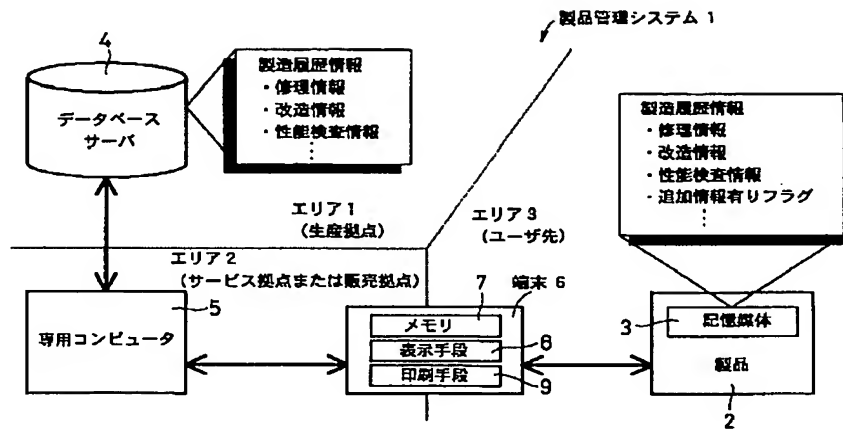 製品管理システム 1
4
データベース
サーバ
製造履歴情報
・修理情報
・改造情報
・性能検査情報
⋮
製造履歴情報
・修理情報
・改造情報
・性能検査情報
・追加情報有りフラグ
⋮
エリア1
(生産拠点)
エリア3
(ユーザ先)
エリア2
(サービス拠点または販売拠点)
5
専用コンピュータ
7
端末 6
メモリ
8
表示手段
9
印刷手段
3
記憶媒体
製品
2